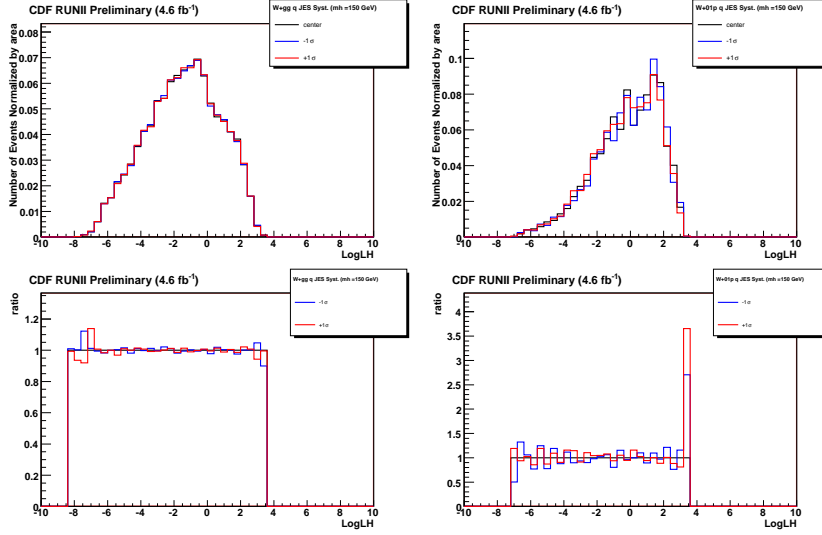 CDF RUNII Preliminary (4.6 fb⁻¹)
W+gg q JES Syst. (mh =150 GeV)
center
-1 σ
+1 σ
Number of Events Normalized by area
0.08
0.07
0.06
0.05
0.04
0.03
0.02
0.01
0
-10 -8 -6 -4 -2 0 2 4 6 8 10
LogLH
CDF RUNII Preliminary (4.6 fb⁻¹)
W+01p q JES Syst. (mh =150 GeV)
center
-1 σ
+1 σ
Number of Events Normalized by area
0.1
0.08
0.06
0.04
0.02
0
-10 -8 -6 -4 -2 0 2 4 6 8 10
LogLH
CDF RUNII Preliminary (4.6 fb⁻¹)
W+gg q JES Syst. (mh =150 GeV)
-1 σ
+1 σ
ratio
1.2
1
0.8
0.6
0.4
0.2
0
-10 -8 -6 -4 -2 0 2 4 6 8 10
LogLH
CDF RUNII Preliminary (4.6 fb⁻¹)
W+01p q JES Syst. (mh =150 GeV)
-1 σ
+1 σ
ratio
4
3.5
3
2.5
2
1.5
1
0.5
0
-10 -8 -6 -4 -2 0 2 4 6 8 10
LogLH